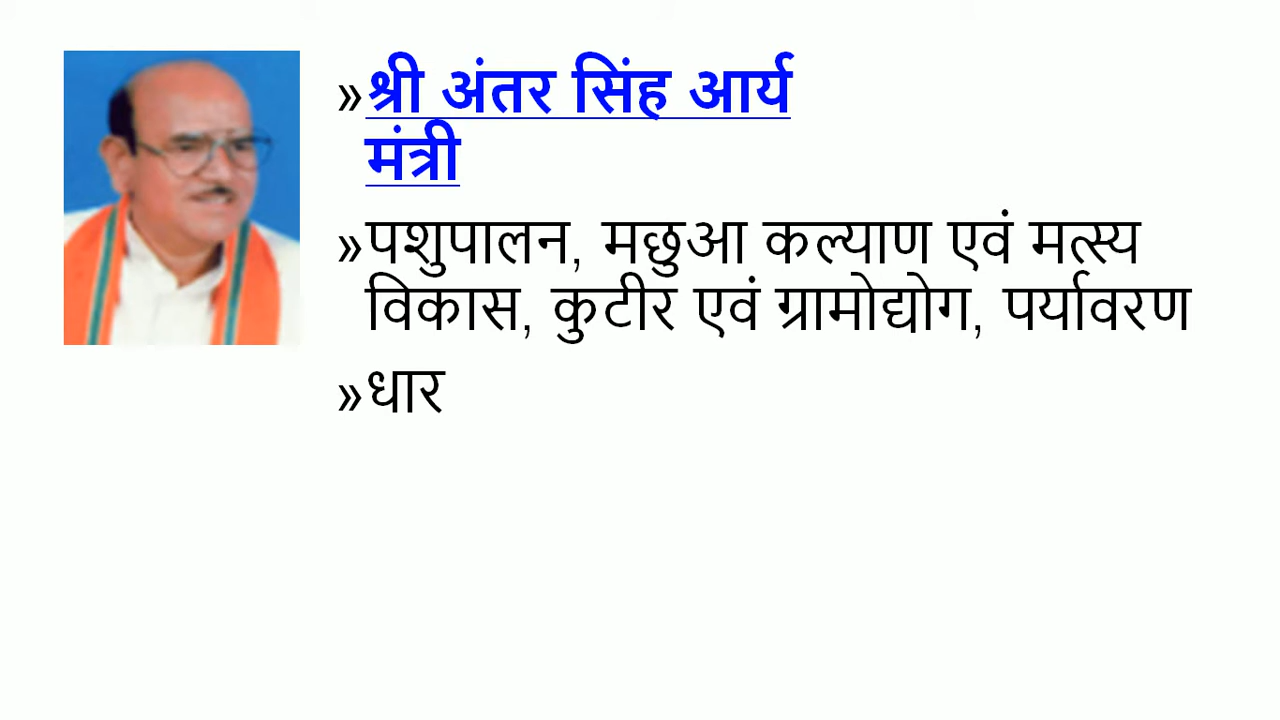 »श्री अंतर सिंह आर्य
मंत्री
»पशुपालन, मछुआ कल्याण एवं मत्स्य
विकास, कुटीर एवं ग्रामोद्योग, पर्यावरण
»धार